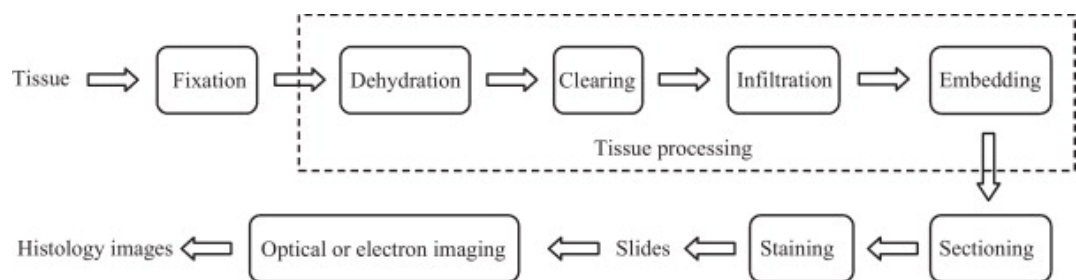 Tissue
Fixation
Dehydration
Clearing
Infiltration
Embedding
Tissue processing
Histology images
Optical or electron imaging
Slides
Staining
Sectioning